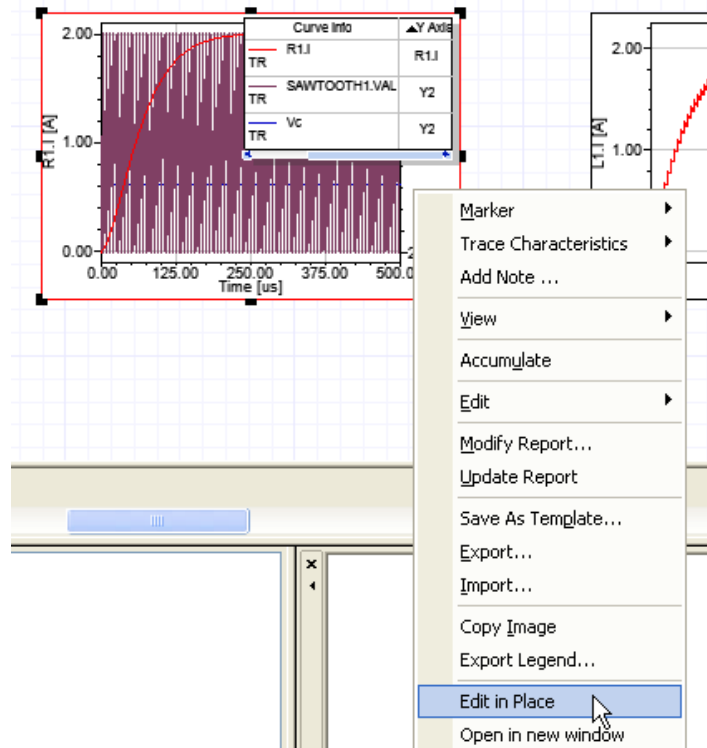 Curve Info ▲Y Axis
R1.I R1.I
TR
SAWTOOTH1.VAL Y2
TR
Vc Y2
TR
2.00
1.00
0.00
R1.I [A]
0.00 125.00 250.00 375.00 500.0
Time [us]
2.00
1.00
L1.I [A]
Marker
Trace Characteristics
Add Note ...
View
Accumulate
Edit
Modify Report...
Update Report
Save As Template...
Export...
Import...
Copy Image
Export Legend...
Edit in Place
Open in new window